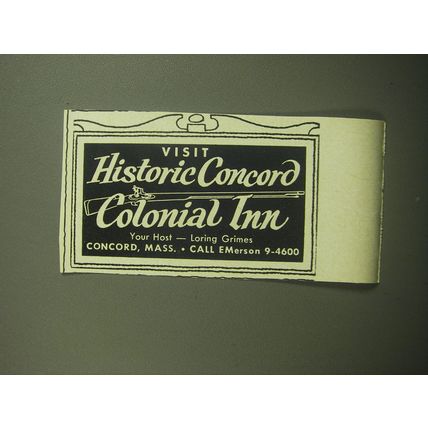 VISIT
Historic Concord
Colonial Inn
Your Host — Loring Grimes
CONCORD, MASS. • CALL EMerson 9-4600